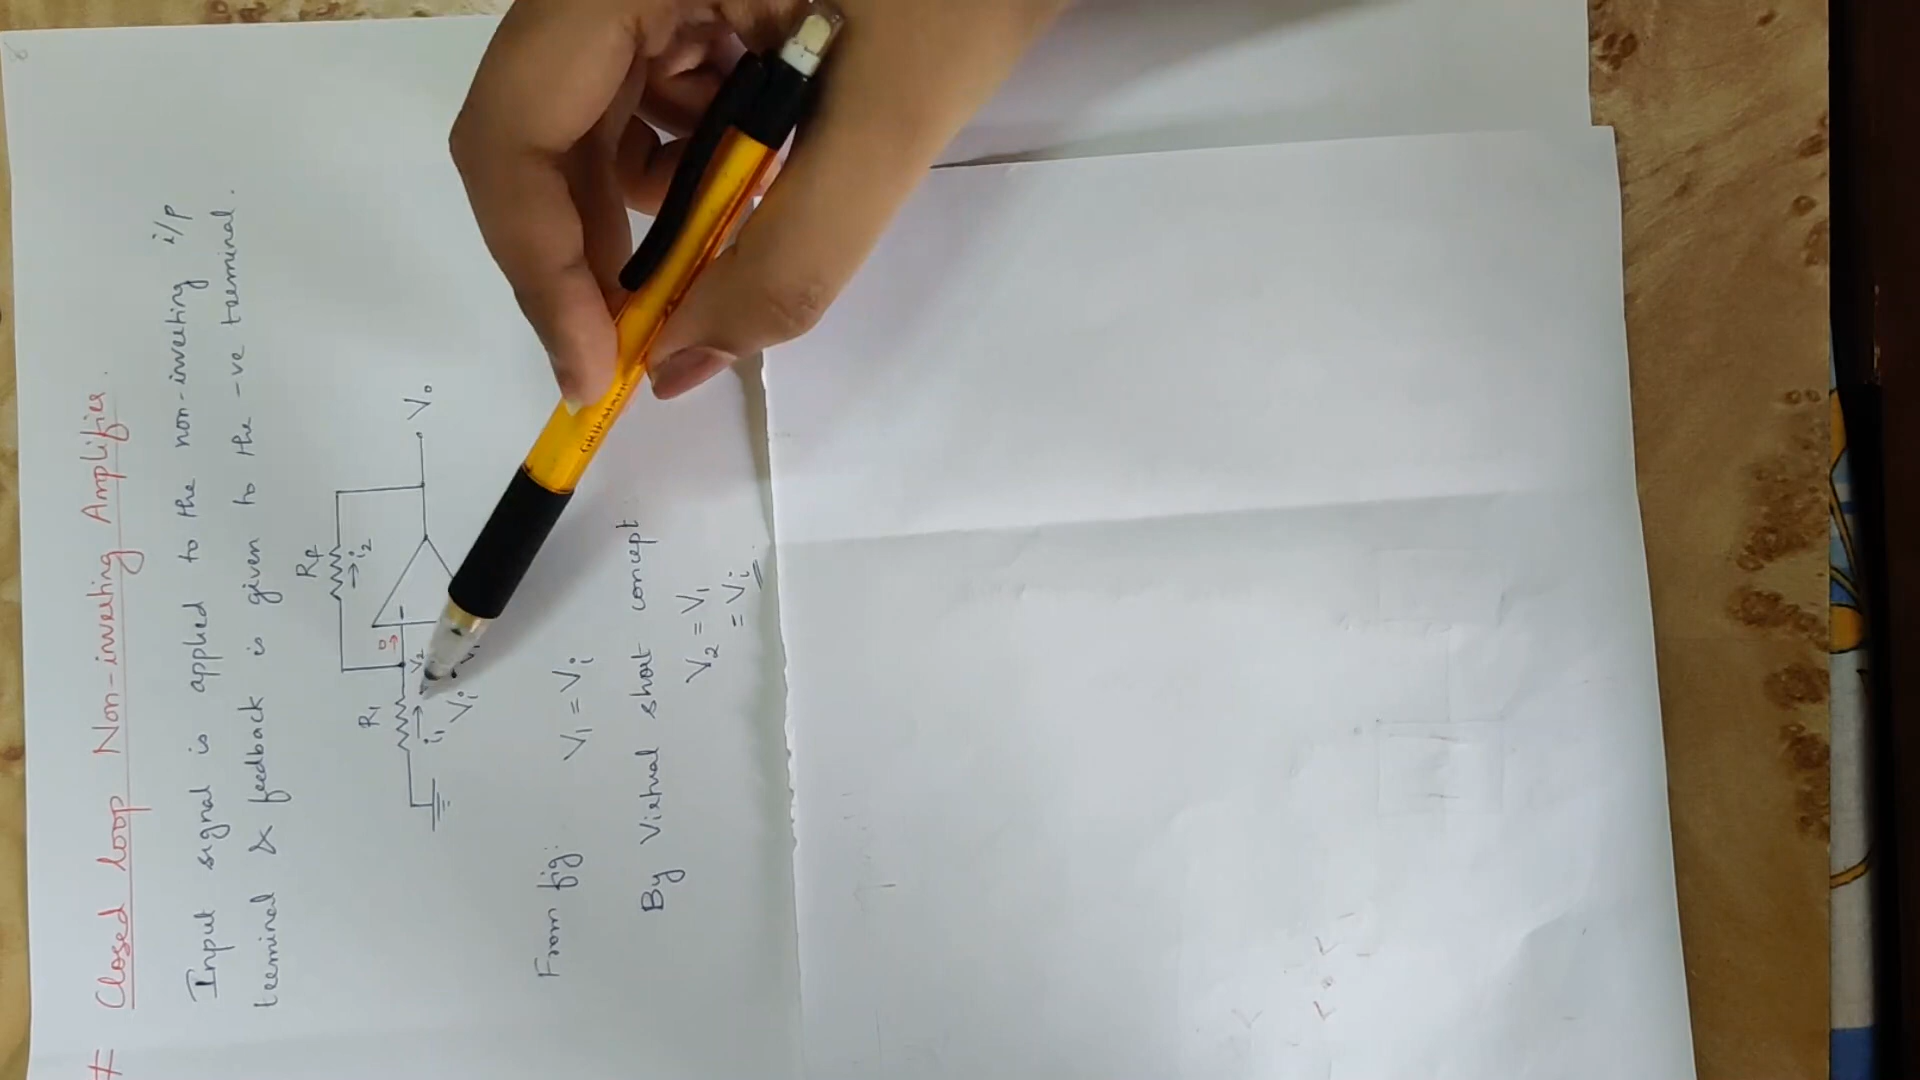 # Closed loop Non-inverting Amplifier.
Input signal is applied to the non-inverting i/p
terminal & feedback is given to the -ve terminal.
Rf
→ i2
R1
0 →
V2
-
Vo
i1 →
Vi
V1
From fig: V1 = Vi
By Virtual short concept
V2 = V1
= Vi
GRIPMATIC